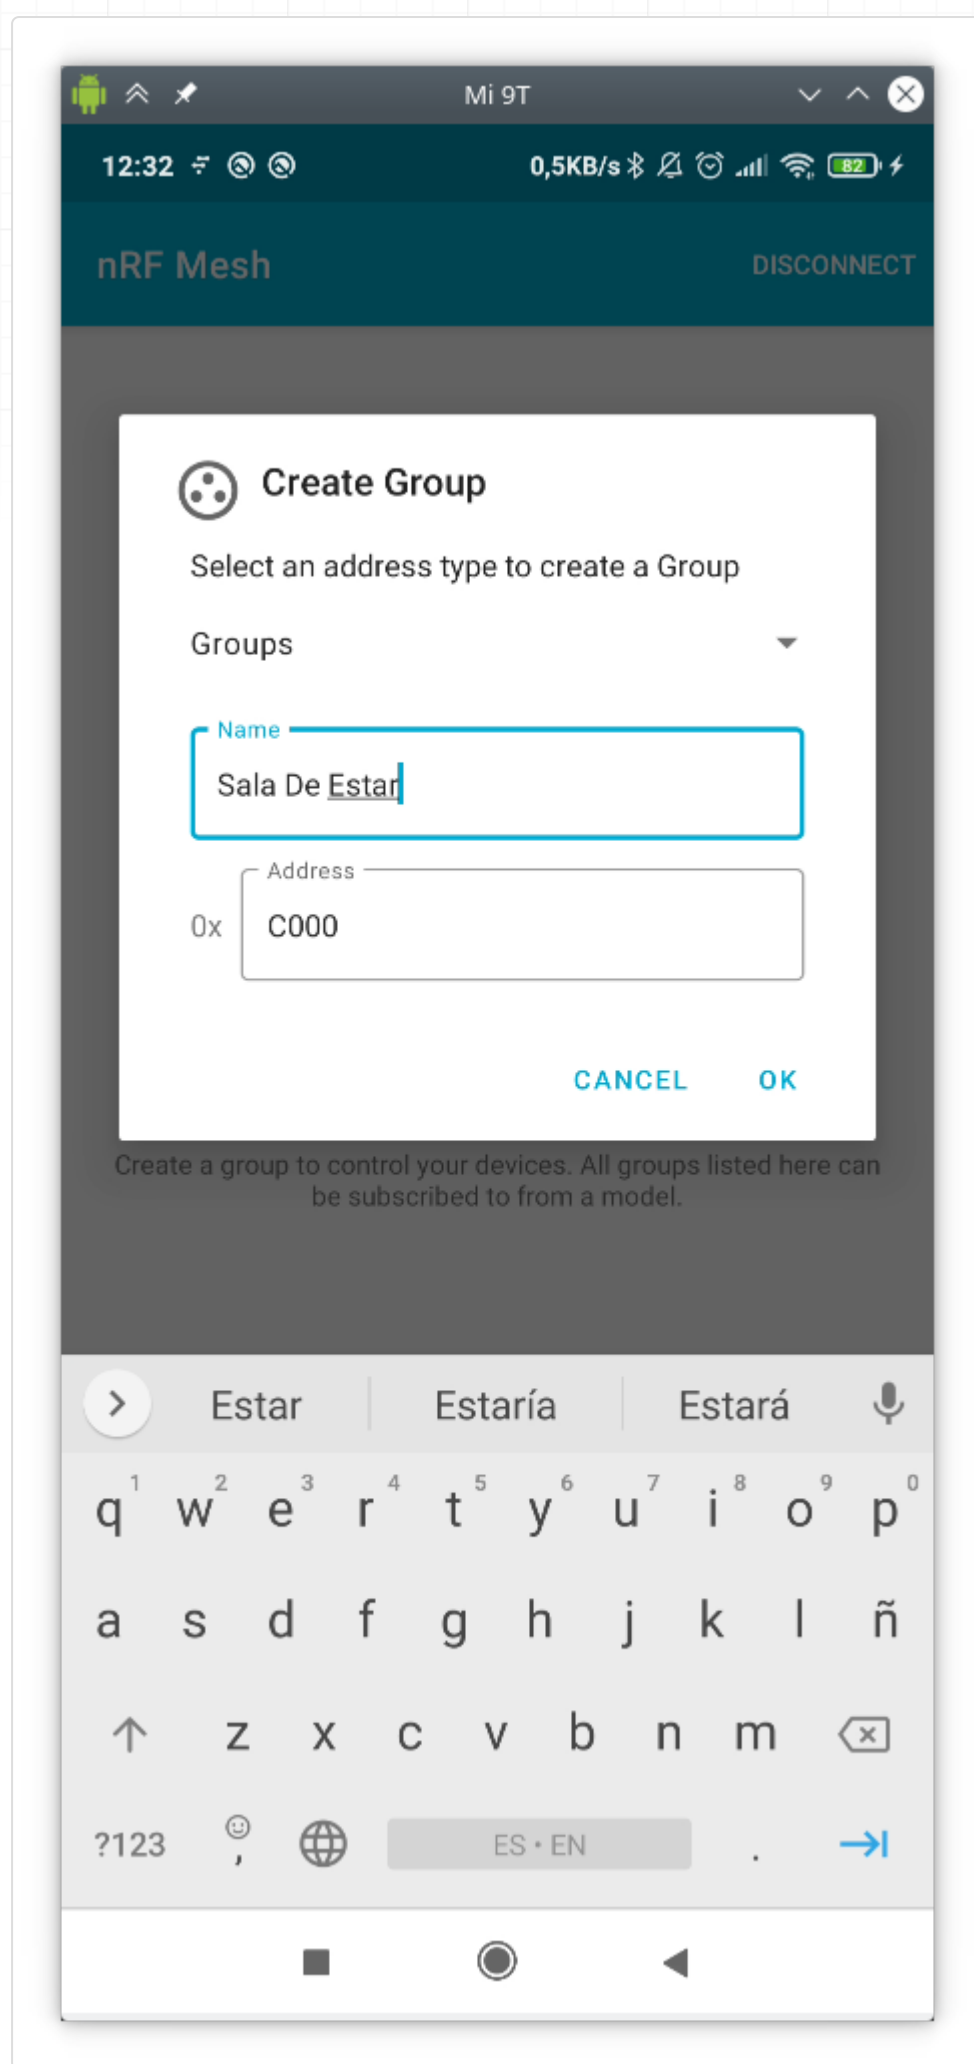 Mi 9T
12:32 0,5KB/s 82
nRF Mesh DISCONNECT
Create Group
Select an address type to create a Group
Groups
Name
Sala De Estar
Address
0x C000
CANCEL OK
Create a group to control your devices. All groups listed here can
be subscribed to from a model.
Estar Estaría Estará
1 2 3 4 5 6 7 8 9 0
q w e r t y u i o p
a s d f g h j k l ñ
z x c v b n m
?123 , ES • EN .